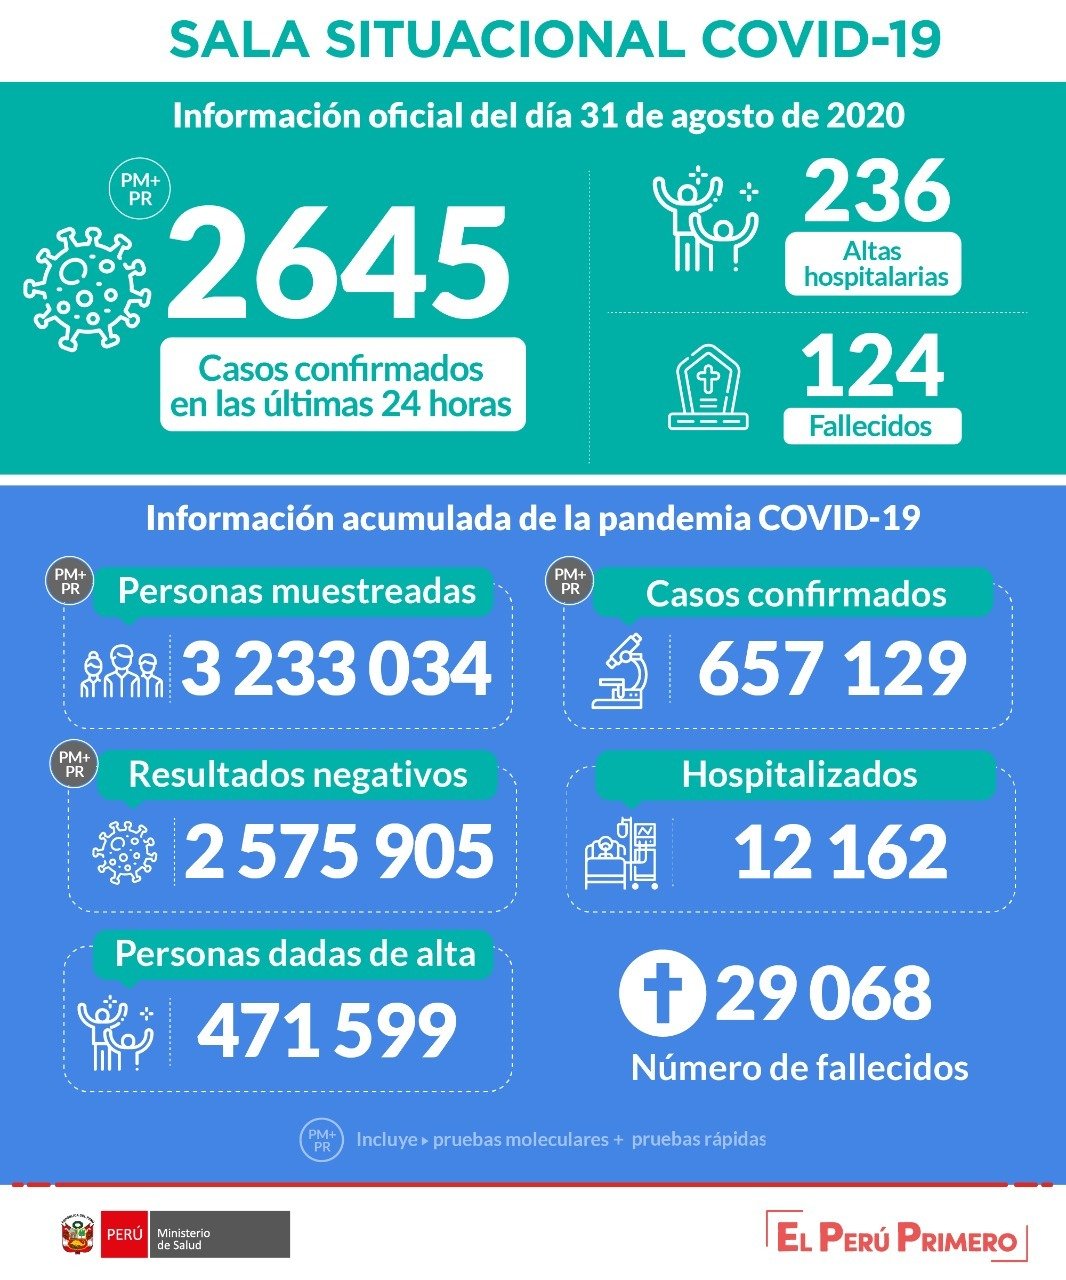 SALA SITUACIONAL COVID-19
Información oficial del día 31 de agosto de 2020
PM+
PR
2645
Casos confirmados
en las últimas 24 horas
236
Altas
hospitalarias
124
Fallecidos
Información acumulada de la pandemia COVID-19
PM+
PR
Personas muestreadas
3 233 034
PM+
PR
Casos confirmados
657 129
PM+
PR
Resultados negativos
2 575 905
Hospitalizados
12 162
Personas dadas de alta
471 599
29 068
Número de fallecidos
PM+
PR
Incluye ▸ pruebas moleculares + pruebas rápidas
PERÚ
Ministerio
de Salud
EL PERÚ PRIMERO